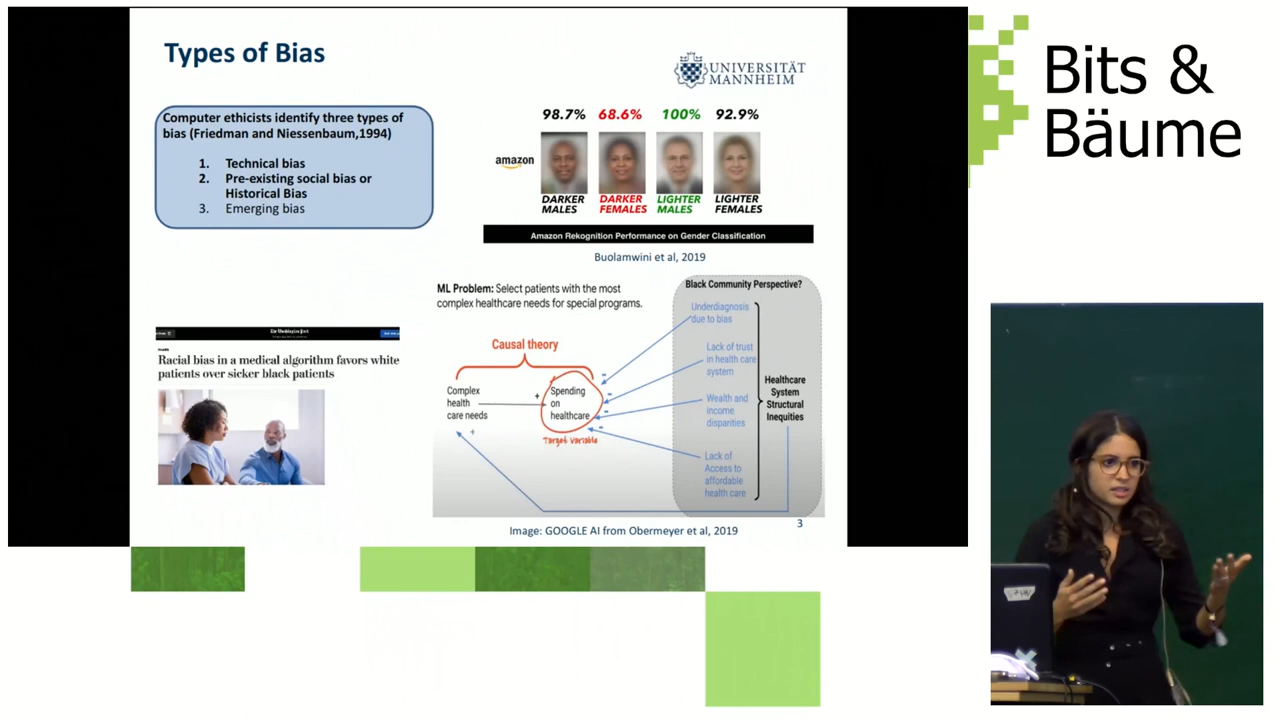 Types of Bias
UNIVERSITÄT
MANNHEIM
Computer ethicists identify three types of
bias (Friedman and Niessenbaum,1994)
1. Technical bias
2. Pre-existing social bias or
Historical Bias
3. Emerging bias
98.7% 68.6% 100% 92.9%
amazon
DARKER MALES
DARKER FEMALES
LIGHTER MALES
LIGHTER FEMALES
Amazon Rekognition Performance on Gender Classification
Buolamwini et al, 2019
The Washington Post
Racial bias in a medical algorithm favors white
patients over sicker black patients
ML Problem: Select patients with the most
complex healthcare needs for special programs.
Causal theory
Complex
health
care needs
+
+
Spending
on
healthcare
Target Variable
Black Community Perspective?
Underdiagnosis
due to bias
Lack of trust
in health care
system
Wealth and
income
disparities
Lack of
Access to
affordable
health care
Healthcare
System
Structural
Inequities
-
-
-
-
Image: GOOGLE AI from Obermeyer et al, 2019
3
Bits &
Bäume